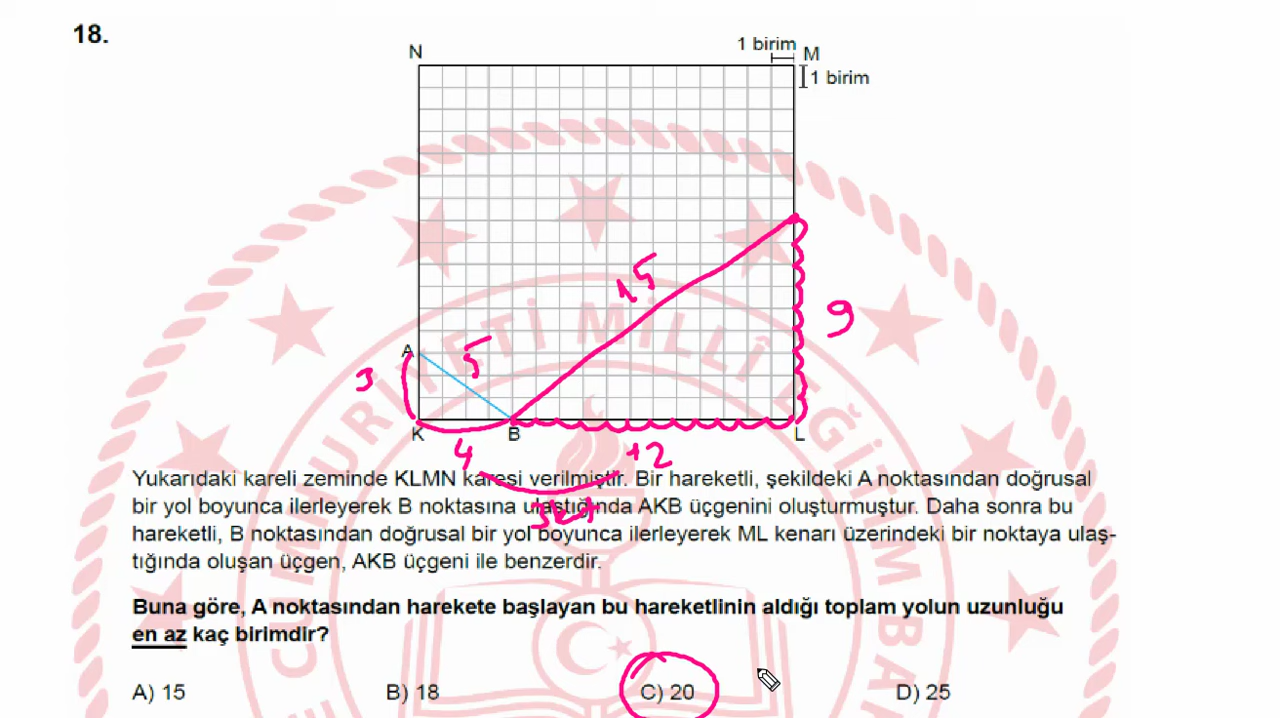 18.
N
1 birim
M
1 birim
15
9
A
5
3
K
B
L
4
12
Yukarıdaki kareli zeminde KLMN karesi verilmiştir. Bir hareketli, şekildeki A noktasından doğrusal
bir yol boyunca ilerleyerek B noktasına ulaştığında AKB üçgenini oluşturmuştur. Daha sonra bu
hareketli, B noktasından doğrusal bir yol boyunca ilerleyerek ML kenarı üzerindeki bir noktaya ulaş-
tığında oluşan üçgen, AKB üçgeni ile benzerdir.
Buna göre, A noktasından harekete başlayan bu hareketlinin aldığı toplam yolun uzunluğu
en az kaç birimdir?
A) 15 B) 18 C) 20 D) 25